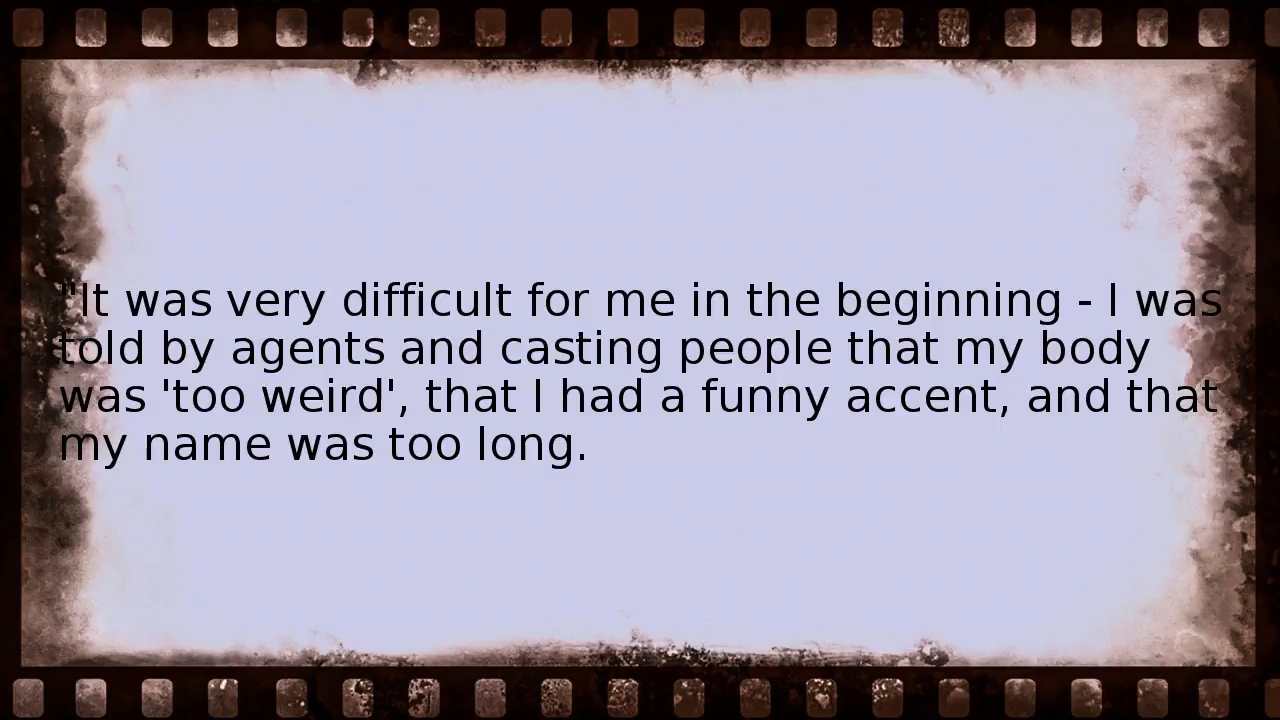 "It was very difficult for me in the beginning - I was
told by agents and casting people that my body
was 'too weird', that I had a funny accent, and that
my name was too long.